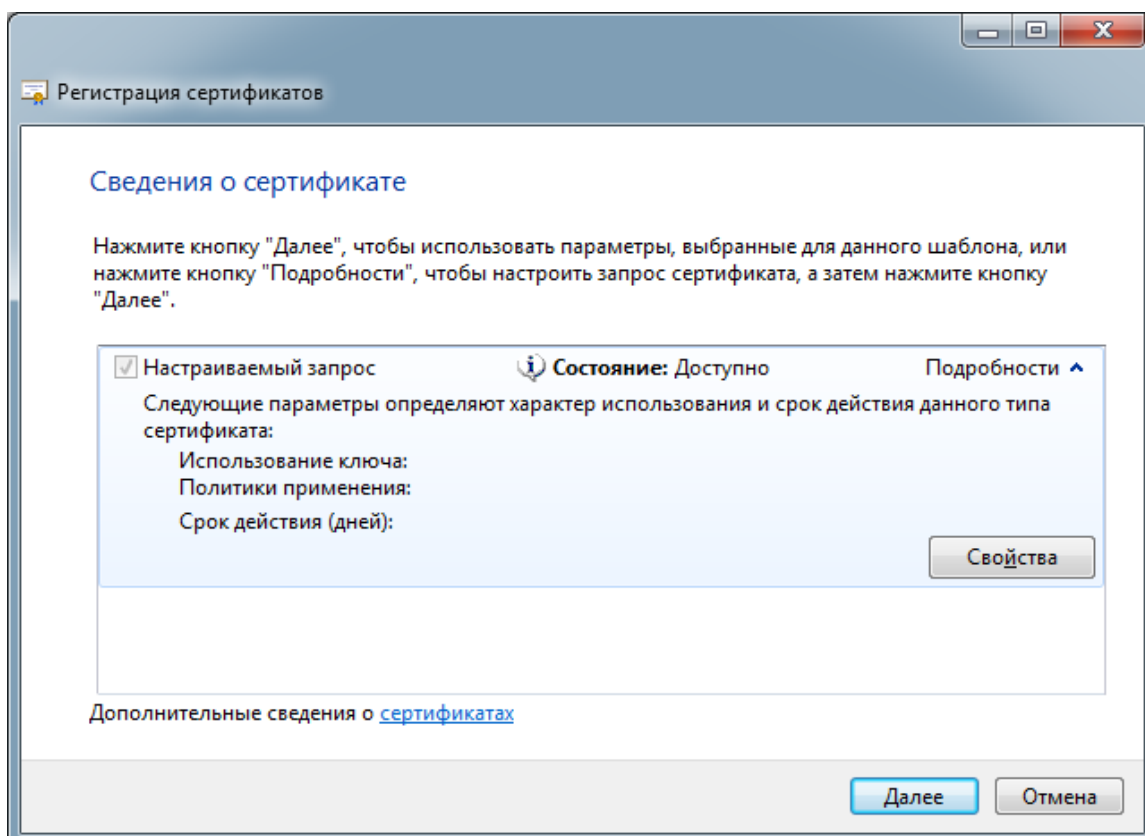 Регистрация сертификатов
Сведения о сертификате
Нажмите кнопку "Далее", чтобы использовать параметры, выбранные для данного шаблона, или
нажмите кнопку "Подробности", чтобы настроить запрос сертификата, а затем нажмите кнопку
"Далее".
Настраиваемый запрос Состояние: Доступно Подробности
Следующие параметры определяют характер использования и срок действия данного типа
сертификата:
Использование ключа:
Политики применения:
Срок действия (дней):
Свойства
Дополнительные сведения о сертификатах
Далее Отмена